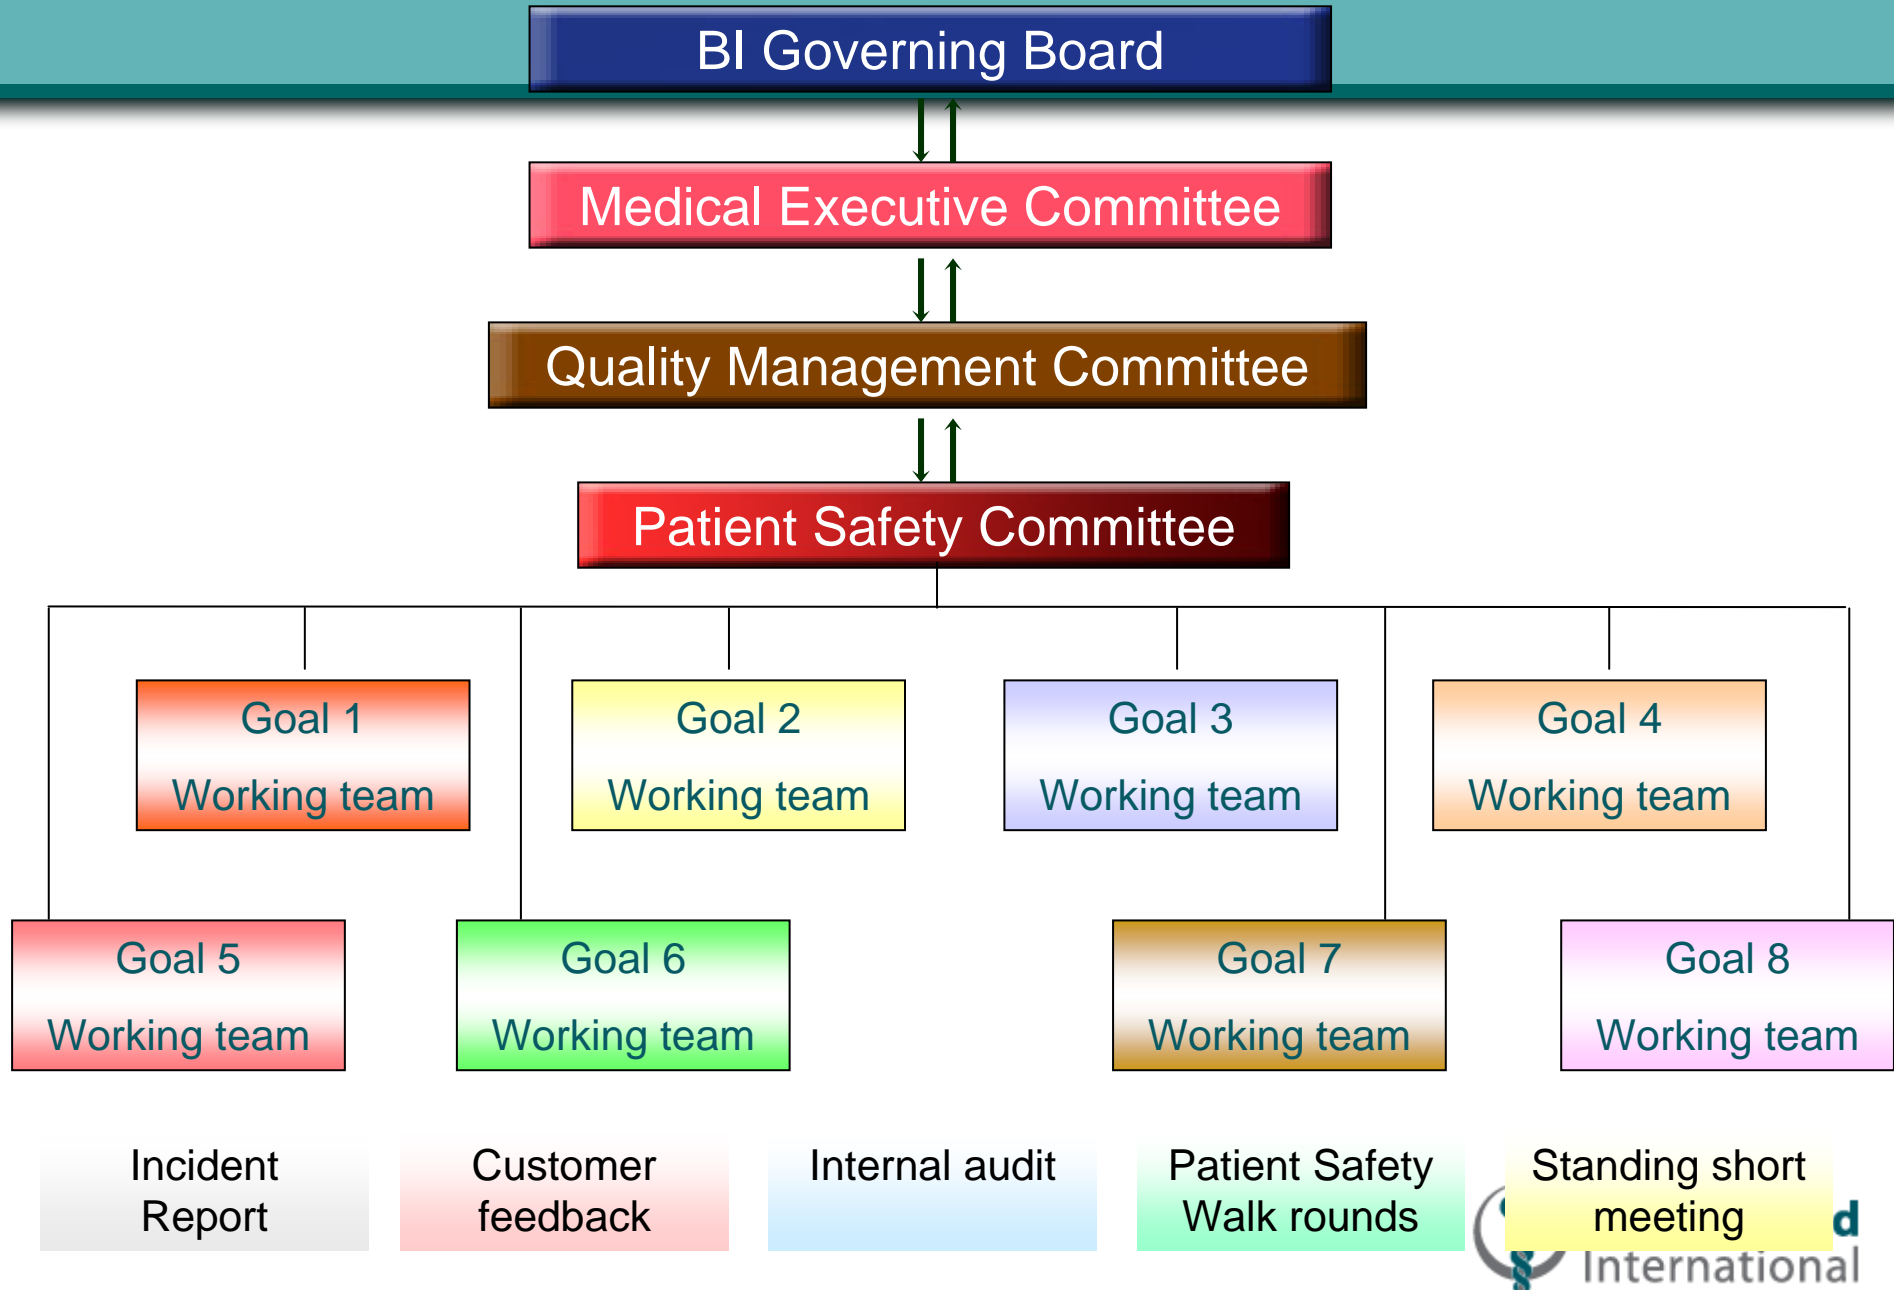 BI Governing Board
Medical Executive Committee
Quality Management Committee
Patient Safety Committee
Goal 1
Working team
Goal 2
Working team
Goal 3
Working team
Goal 4
Working team
Goal 5
Working team
Goal 6
Working team
Goal 7
Working team
Goal 8
Working team
Incident
Report
Customer
feedback
Internal audit
Patient Safety
Walk rounds
Standing short
meeting
International